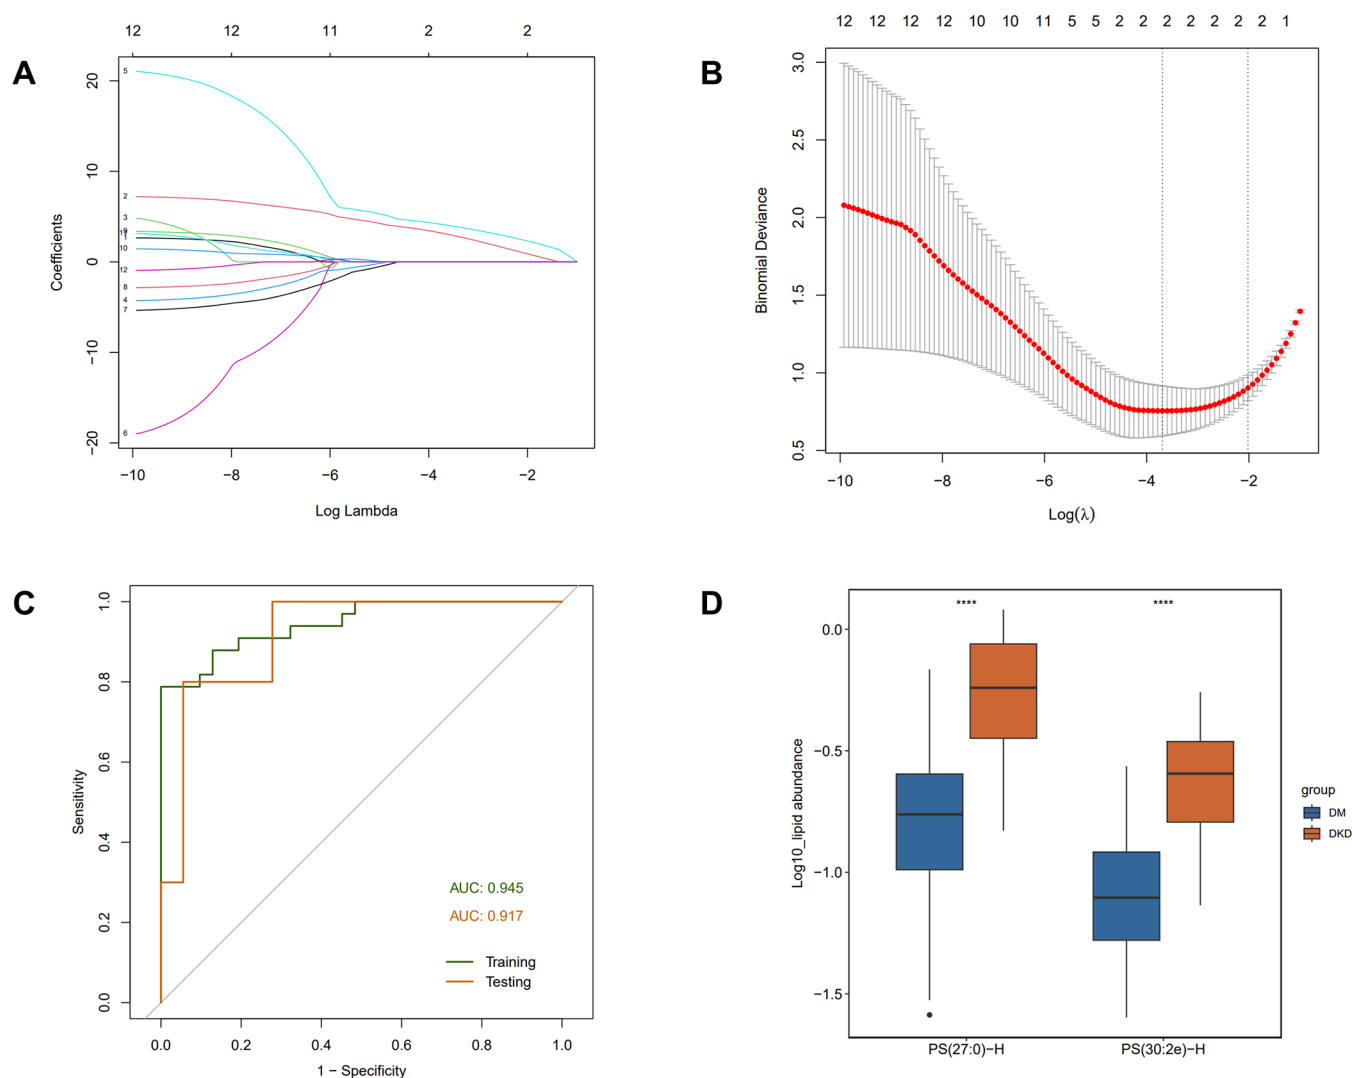 A
12 12 11 2 2
20
10
0
−10
−20
Coefficients
5
2
3
9
1
10
12
8
4
7
6
−10 −8 −6 −4 −2
Log Lambda
B
12 12 12 12 10 10 11 5 5 2 2 2 2 2 2 1
3.0
2.5
2.0
1.5
1.0
0.5
Binomial Deviance
−10 −8 −6 −4 −2
Log(λ)
C
1.0
0.8
0.6
0.4
0.2
0.0
Sensitivity
AUC: 0.945
AUC: 0.917
Training
Testing
0.0 0.2 0.4 0.6 0.8 1.0
1 − Specificity
D
**** ****
0.0
−0.5
−1.0
−1.5
Log10_lipid abundance
group
DM
DKD
PS(27:0)−H PS(30:2e)−H